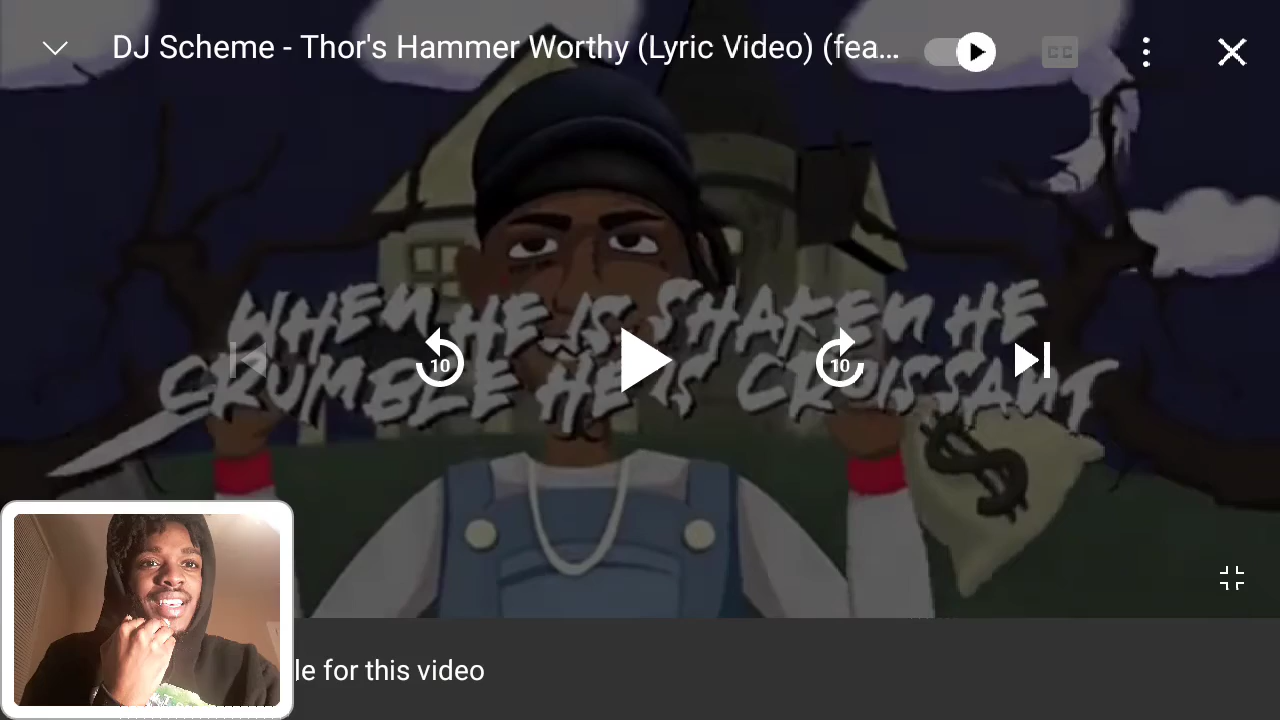 DJ Scheme - Thor's Hammer Worthy (Lyric Video) (fea...
CC
WHEN HE IS SHAKEN HE
CRUMBLE HE IS CROISSANT
10
10
$
le for this video